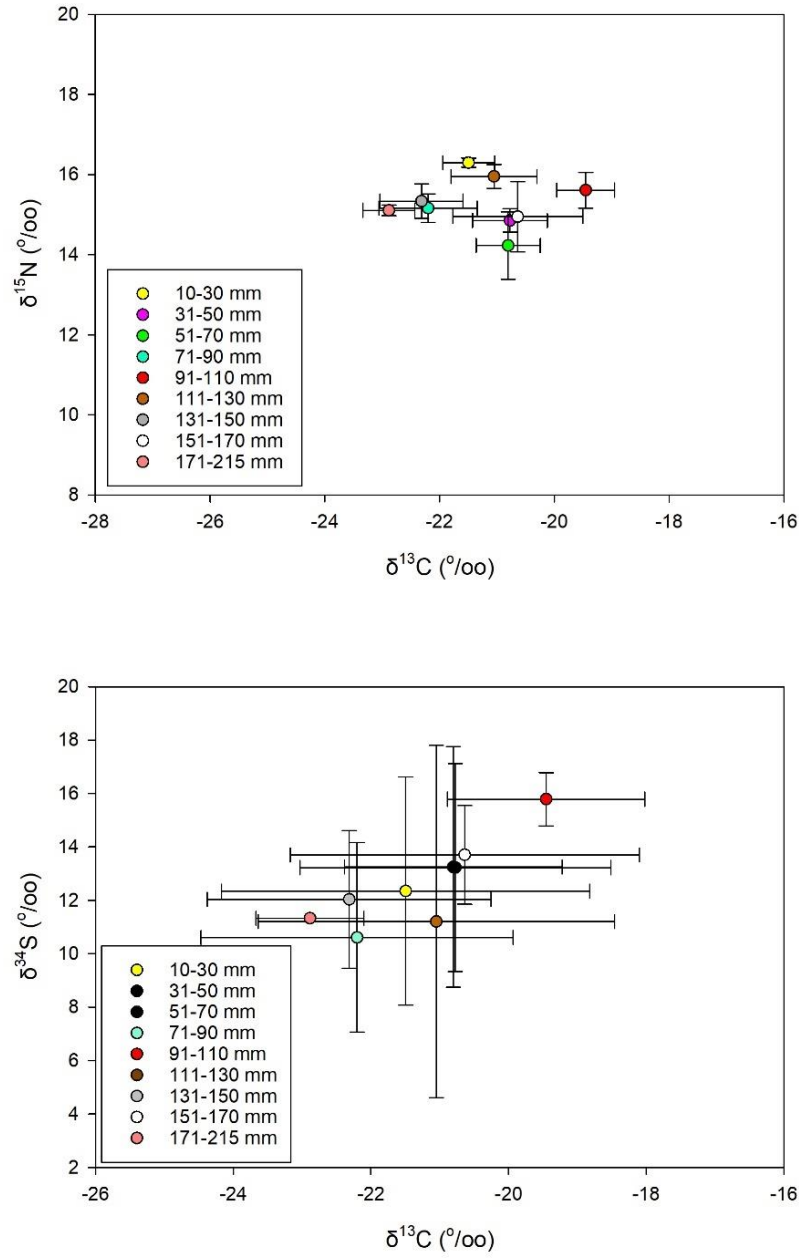 20
18
16
14
12
10
8
δ15N (o/oo)
10-30 mm
31-50 mm
51-70 mm
71-90 mm
91-110 mm
111-130 mm
131-150 mm
151-170 mm
171-215 mm
-28 -26 -24 -22 -20 -18 -16
δ13C (o/oo)
20
18
16
14
12
10
8
6
4
2
δ34S (o/oo)
10-30 mm
31-50 mm
51-70 mm
71-90 mm
91-110 mm
111-130 mm
131-150 mm
151-170 mm
171-215 mm
-26 -24 -22 -20 -18 -16
δ13C (o/oo)